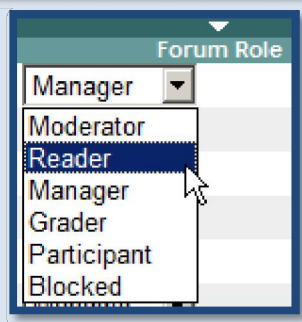 Forum Role
Manager
Moderator
Reader
Manager
Grader
Participant
Blocked